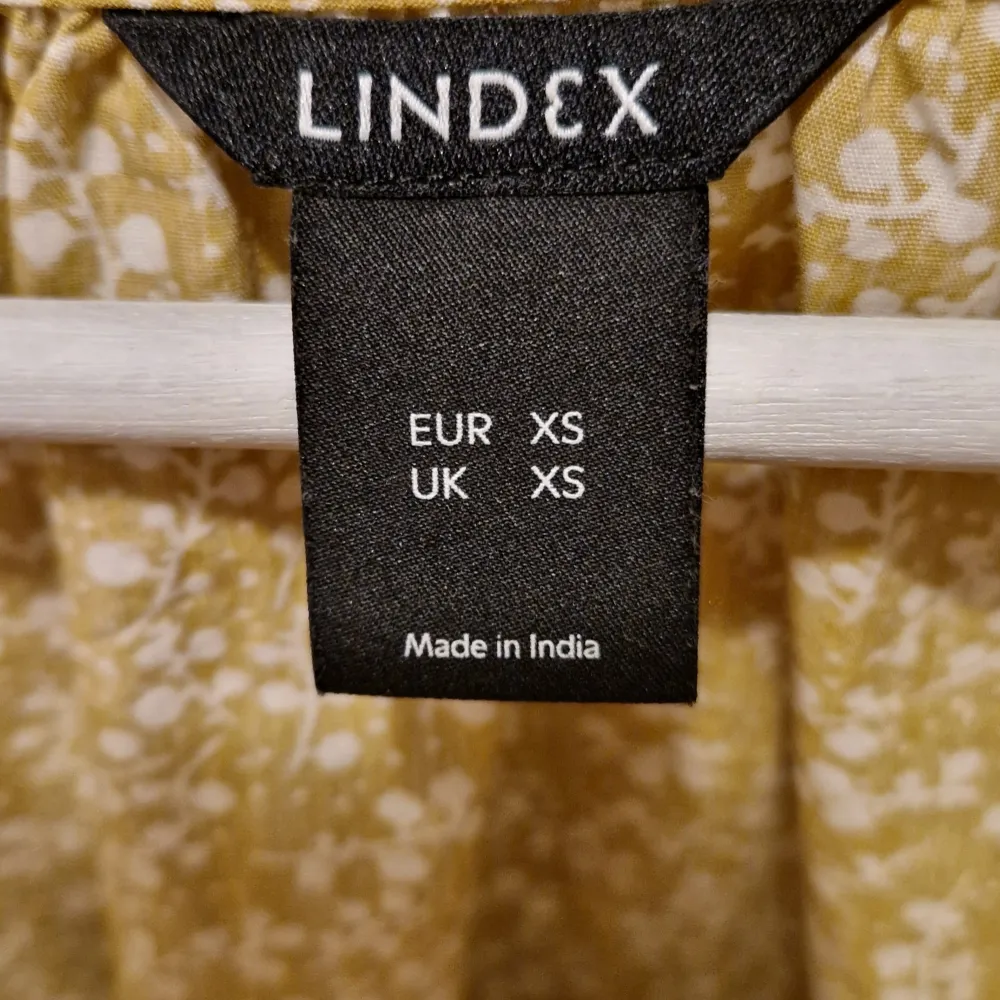 LINDEX
EUR XS
UK XS
Made in India